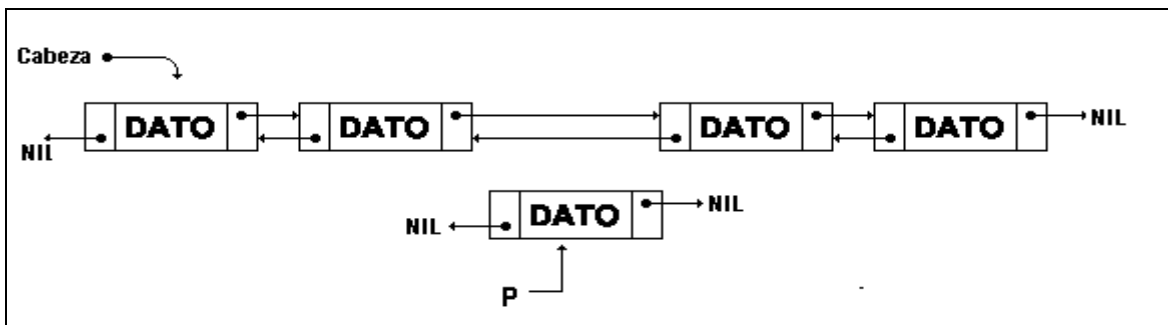 Cabeza
DATO DATO DATO DATO NIL
NIL
NIL DATO NIL
P